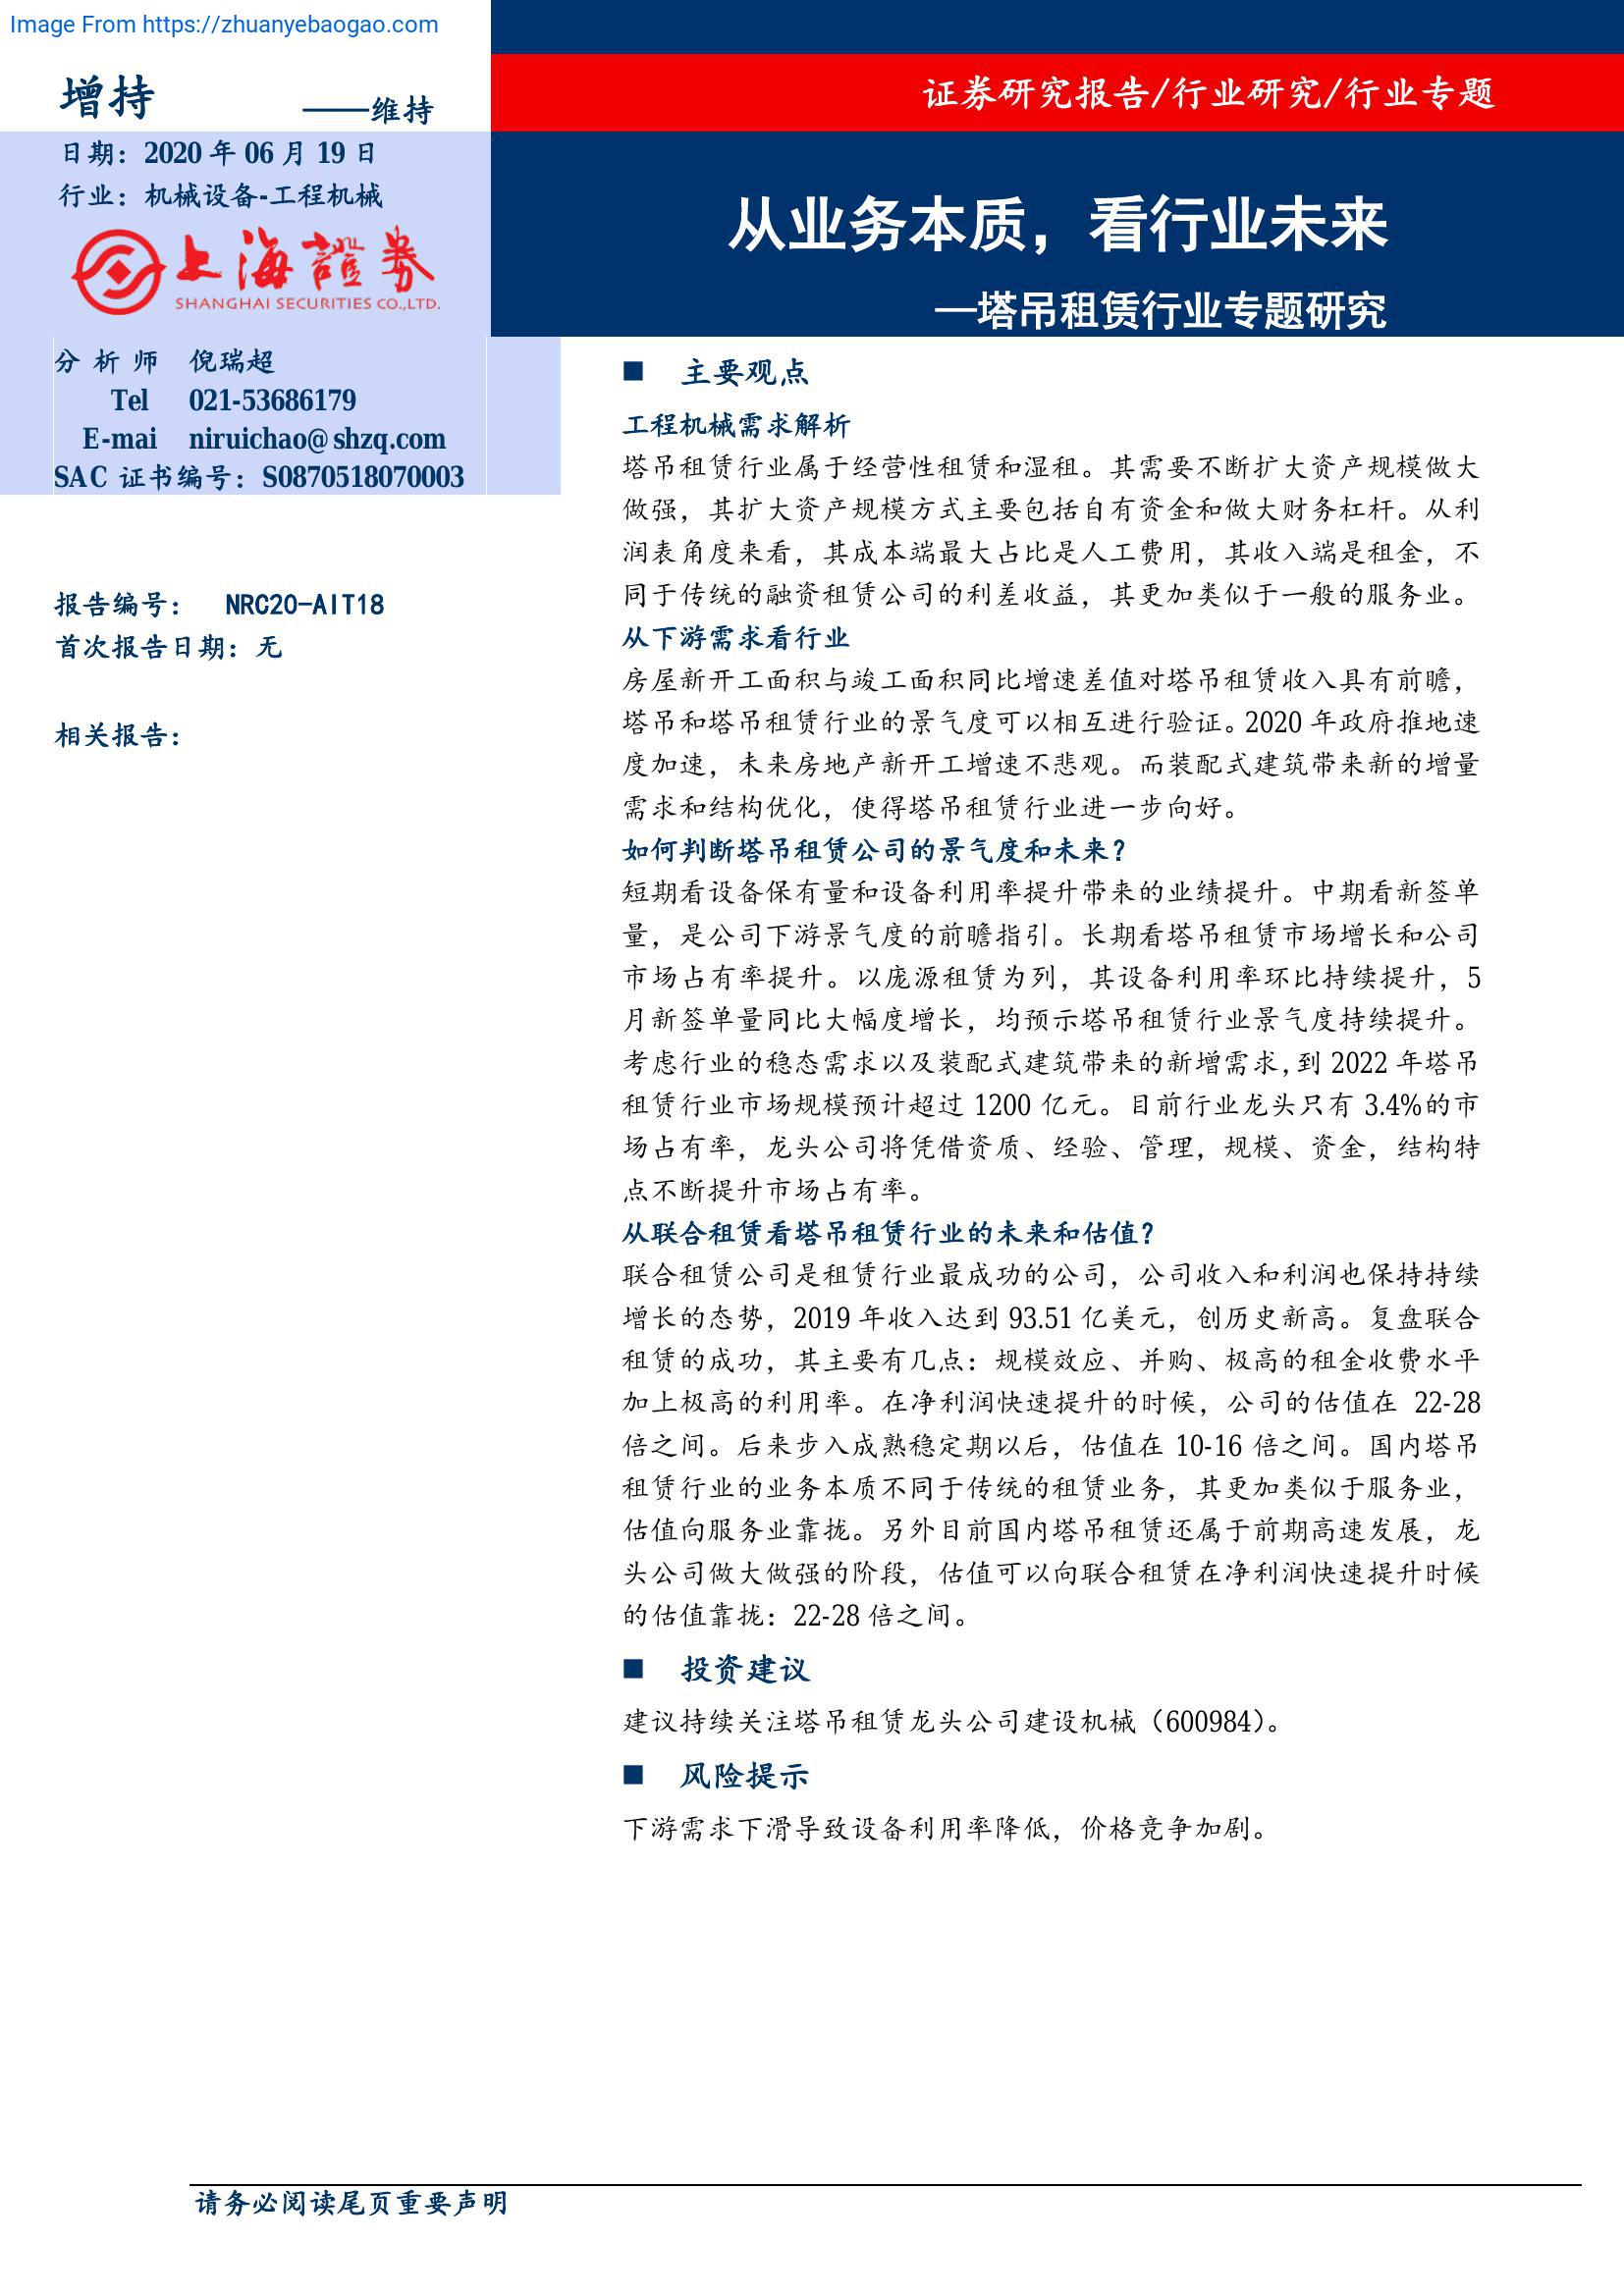 Image From https://zhuanyebaogao.com
增持 ——维持
日期：2020 年 06 月 19 日
行业：机械设备-工程机械
上海證券
SHANGHAI SECURITIES CO.,LTD.
分 析 师 倪瑞超
Tel 021-53686179
E-mai niruichao@shzq.com
SAC 证书编号：S0870518070003
报告编号： NRC20-AIT18
首次报告日期：无
相关报告：
证券研究报告/行业研究/行业专题
从业务本质，看行业未来
—塔吊租赁行业专题研究
■ 主要观点
工程机械需求解析
塔吊租赁行业属于经营性租赁和湿租。其需要不断扩大资产规模做大
做强，其扩大资产规模方式主要包括自有资金和做大财务杠杆。从利
润表角度来看，其成本端最大占比是人工费用，其收入端是租金，不
同于传统的融资租赁公司的利差收益，其更加类似于一般的服务业。
从下游需求看行业
房屋新开工面积与竣工面积同比增速差值对塔吊租赁收入具有前瞻，
塔吊和塔吊租赁行业的景气度可以相互进行验证。2020 年政府推地速
度加速，未来房地产新开工增速不悲观。而装配式建筑带来新的增量
需求和结构优化，使得塔吊租赁行业进一步向好。
如何判断塔吊租赁公司的景气度和未来？
短期看设备保有量和设备利用率提升带来的业绩提升。中期看新签单
量，是公司下游景气度的前瞻指引。长期看塔吊租赁市场增长和公司
市场占有率提升。以庞源租赁为列，其设备利用率环比持续提升，5
月新签单量同比大幅度增长，均预示塔吊租赁行业景气度持续提升。
考虑行业的稳态需求以及装配式建筑带来的新增需求，到 2022 年塔吊
租赁行业市场规模预计超过 1200 亿元。目前行业龙头只有 3.4%的市
场占有率，龙头公司将凭借资质、经验、管理，规模、资金，结构特
点不断提升市场占有率。
从联合租赁看塔吊租赁行业的未来和估值？
联合租赁公司是租赁行业最成功的公司，公司收入和利润也保持持续
增长的态势，2019 年收入达到 93.51 亿美元，创历史新高。复盘联合
租赁的成功，其主要有几点：规模效应、并购、极高的租金收费水平
加上极高的利用率。在净利润快速提升的时候，公司的估值在 22-28
倍之间。后来步入成熟稳定期以后，估值在 10-16 倍之间。国内塔吊
租赁行业的业务本质不同于传统的租赁业务，其更加类似于服务业，
估值向服务业靠拢。另外目前国内塔吊租赁还属于前期高速发展，龙
头公司做大做强的阶段，估值可以向联合租赁在净利润快速提升时候
的估值靠拢：22-28 倍之间。
■ 投资建议
建议持续关注塔吊租赁龙头公司建设机械（600984）。
■ 风险提示
下游需求下滑导致设备利用率降低，价格竞争加剧。
请务必阅读尾页重要声明